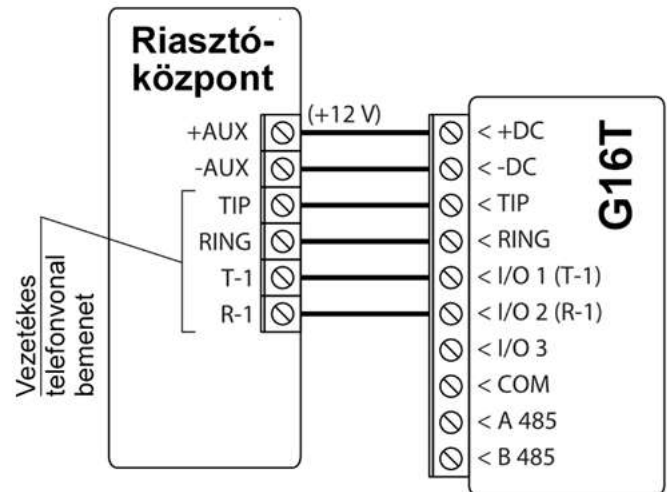 Riasztó-
központ
(+12 V)
+AUX
-AUX
TIP
RING
T-1
R-1
Vezetékes
telefonvonal
bemenet
G16T
< +DC
< -DC
< TIP
< RING
< I/O 1 (T-1)
< I/O 2 (R-1)
< I/O 3
< COM
< A 485
< B 485